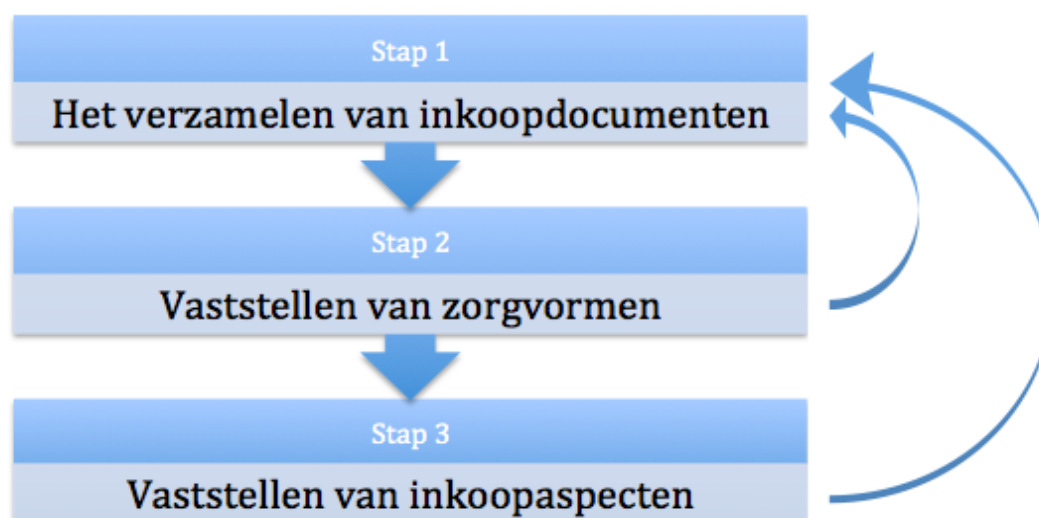 Stap 1
Het verzamelen van inkoopdocumenten
Stap 2
Vaststellen van zorgvormen
Stap 3
Vaststellen van inkoopaspecten